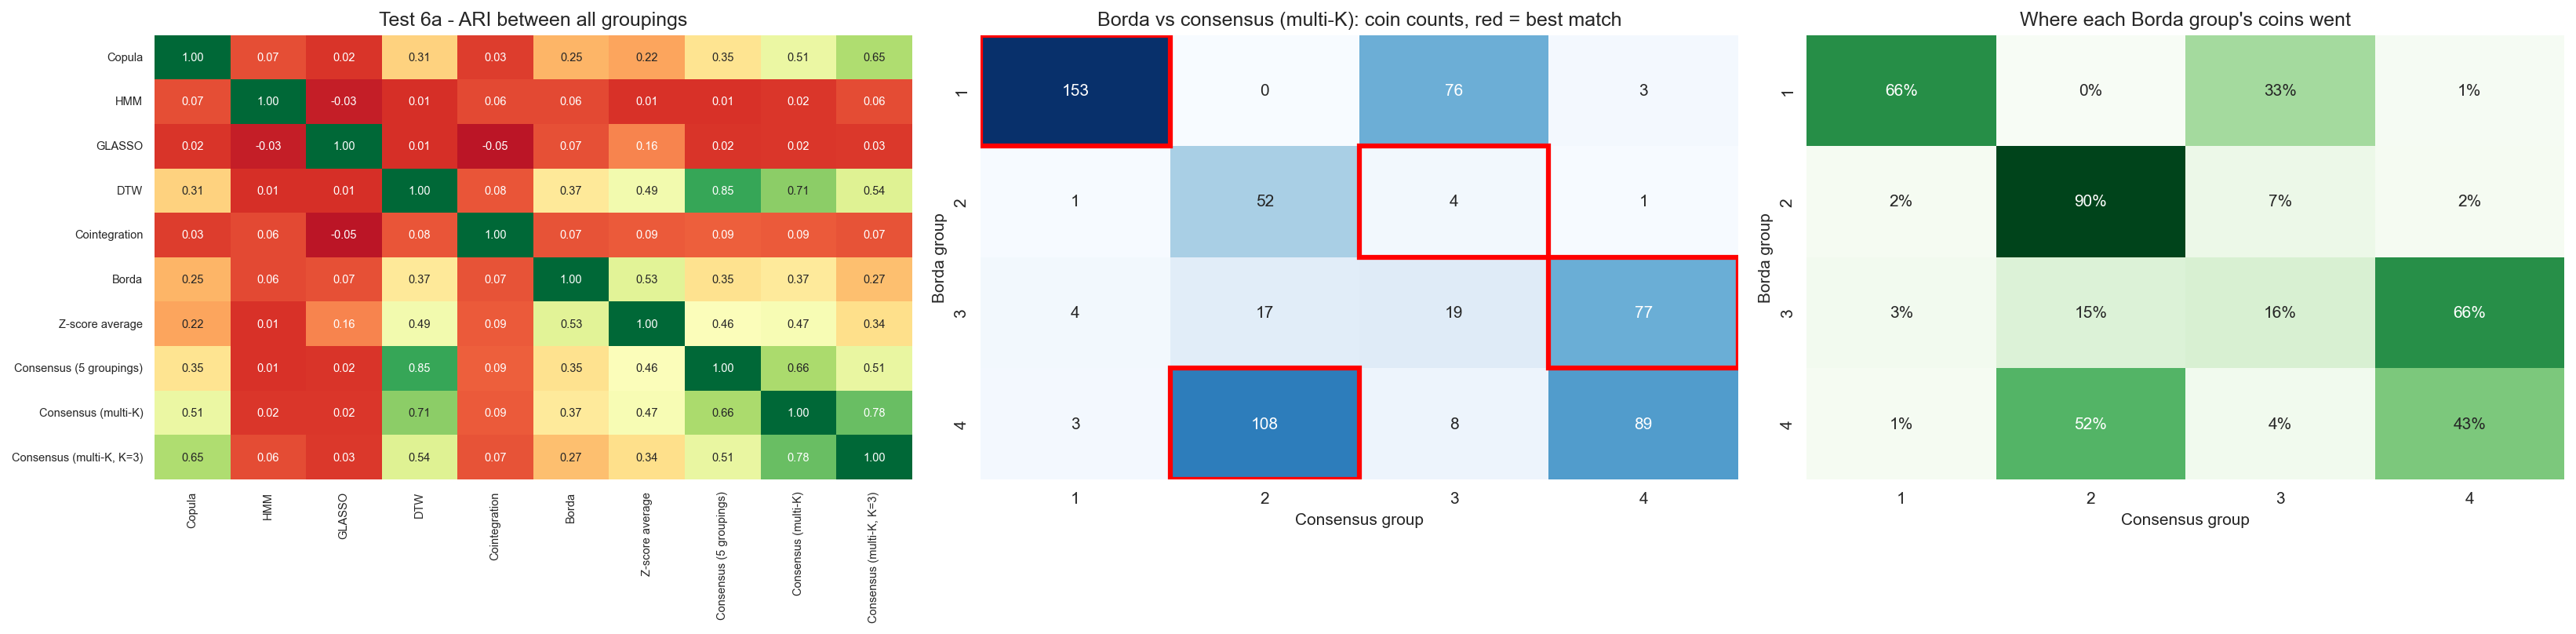 Test 6a - ARI between all groupings
Copula 1.00 0.07 0.02 0.31 0.03 0.25 0.22 0.35 0.51 0.65
HMM 0.07 1.00 -0.03 0.01 0.06 0.06 0.01 0.01 0.02 0.06
GLASSO 0.02 -0.03 1.00 0.01 -0.05 0.07 0.16 0.02 0.02 0.03
DTW 0.31 0.01 0.01 1.00 0.08 0.37 0.49 0.85 0.71 0.54
Cointegration 0.03 0.06 -0.05 0.08 1.00 0.07 0.09 0.09 0.09 0.07
Borda 0.25 0.06 0.07 0.37 0.07 1.00 0.53 0.35 0.37 0.27
Z-score average 0.22 0.01 0.16 0.49 0.09 0.53 1.00 0.46 0.47 0.34
Consensus (5 groupings) 0.35 0.01 0.02 0.85 0.09 0.35 0.46 1.00 0.66 0.51
Consensus (multi-K) 0.51 0.02 0.02 0.71 0.09 0.37 0.47 0.66 1.00 0.78
Consensus (multi-K, K=3) 0.65 0.06 0.03 0.54 0.07 0.27 0.34 0.51 0.78 1.00
Copula
HMM
GLASSO
DTW
Cointegration
Borda
Z-score average
Consensus (5 groupings)
Consensus (multi-K)
Consensus (multi-K, K=3)
Borda vs consensus (multi-K): coin counts, red = best match
Borda group
1 153 0 76 3
2 1 52 4 1
3 4 17 19 77
4 3 108 8 89
1 2 3 4
Consensus group
Where each Borda group's coins went
Borda group
1 66% 0% 33% 1%
2 2% 90% 7% 2%
3 3% 15% 16% 66%
4 1% 52% 4% 43%
1 2 3 4
Consensus group